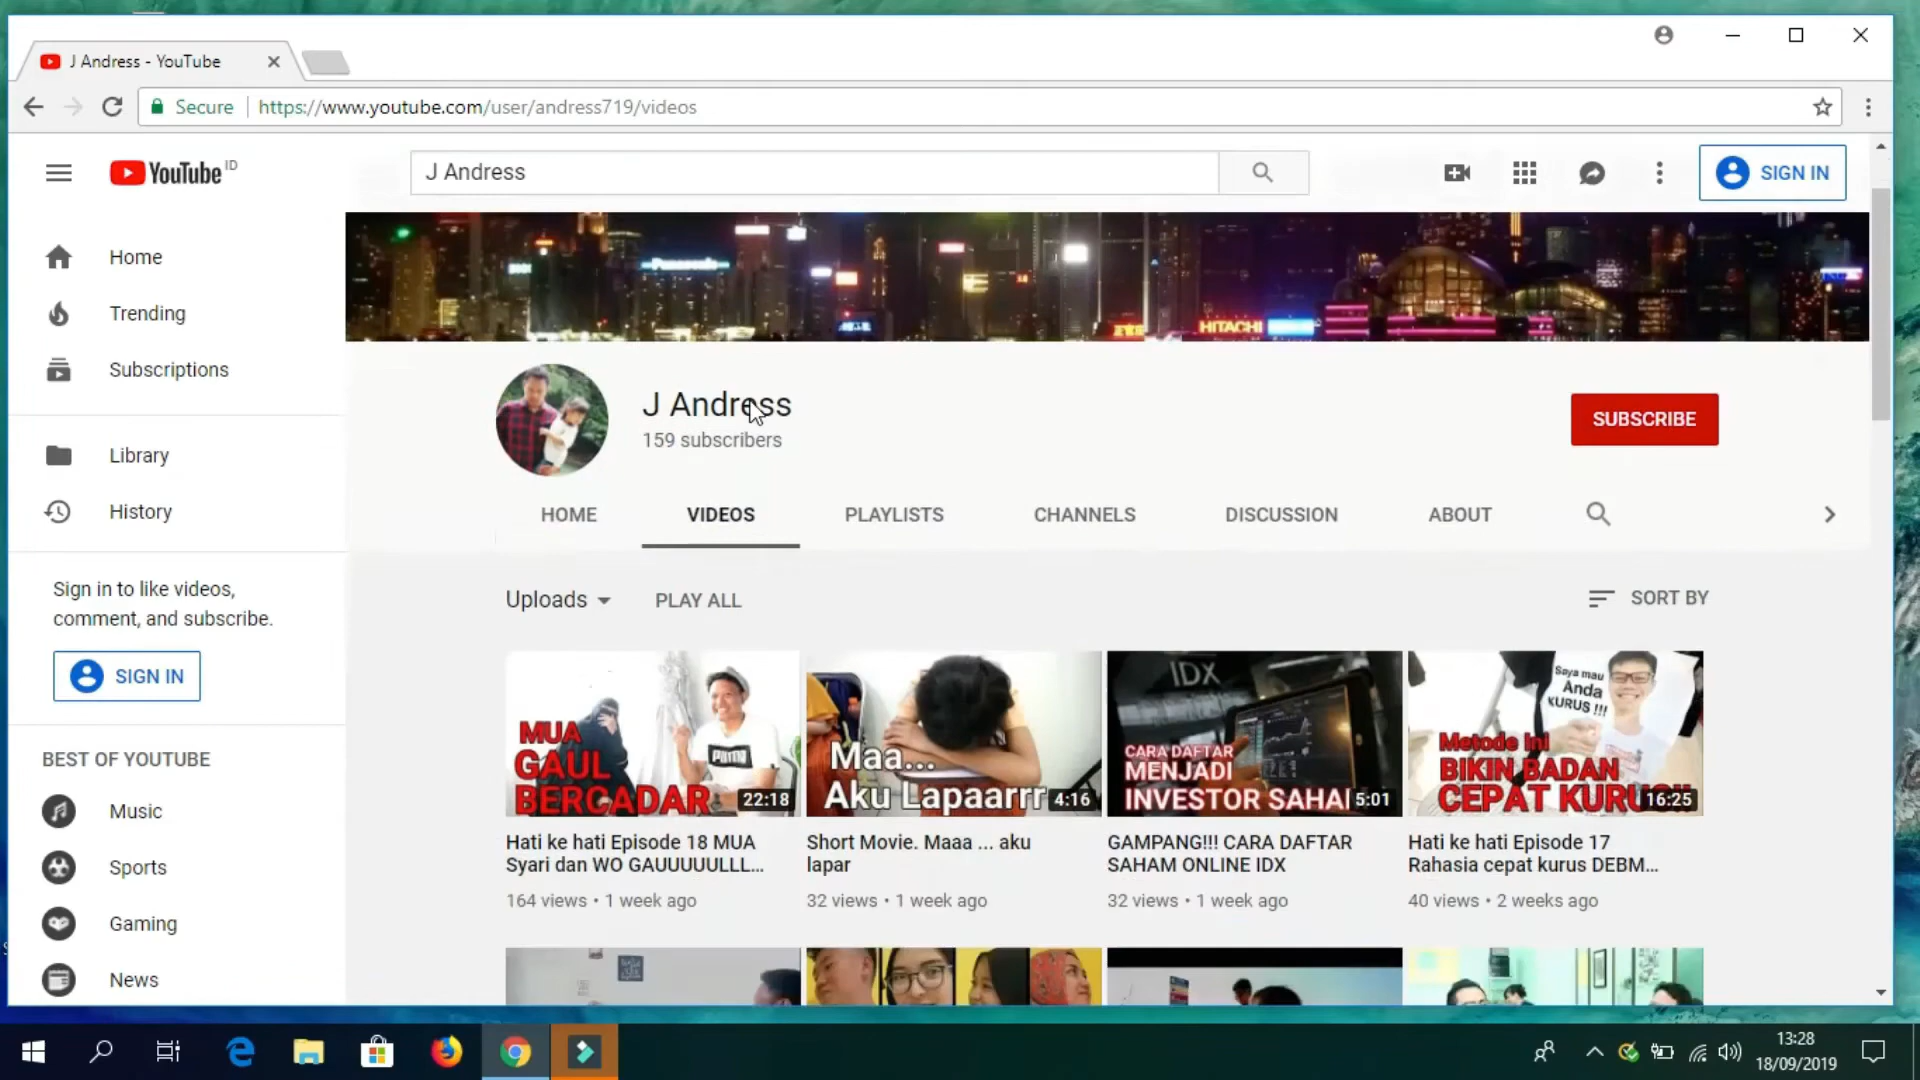 J Andress - YouTube
Secure
https://www.youtube.com/user/andress719/videos
YouTube ID
J Andress
SIGN IN
Home
Trending
Subscriptions
Library
History
Sign in to like videos,
comment, and subscribe.
SIGN IN
BEST OF YOUTUBE
Music
Sports
Gaming
News
Panasonic
HITACHI
J Andress
159 subscribers
SUBSCRIBE
HOME
VIDEOS
PLAYLISTS
CHANNELS
DISCUSSION
ABOUT
Uploads
PLAY ALL
SORT BY
MUA
GAUL
BERCADAR
22:18
Hati ke hati Episode 18 MUA
Syari dan WO GAUUUUULLL...
164 views • 1 week ago
Maa...
Aku Lapaarrr
4:16
Short Movie. Maaa ... aku
lapar
32 views • 1 week ago
IDX
CARA DAFTAR
MENJADI
INVESTOR SAHA
5:01
GAMPANG!!! CARA DAFTAR
SAHAM ONLINE IDX
32 views • 1 week ago
Saya mau
Anda
KURUS !!!
Metode ini
BIKIN BADAN
CEPAT KURU
16:25
Hati ke hati Episode 17
Rahasia cepat kurus DEBM...
40 views • 2 weeks ago
13:28
18/09/2019